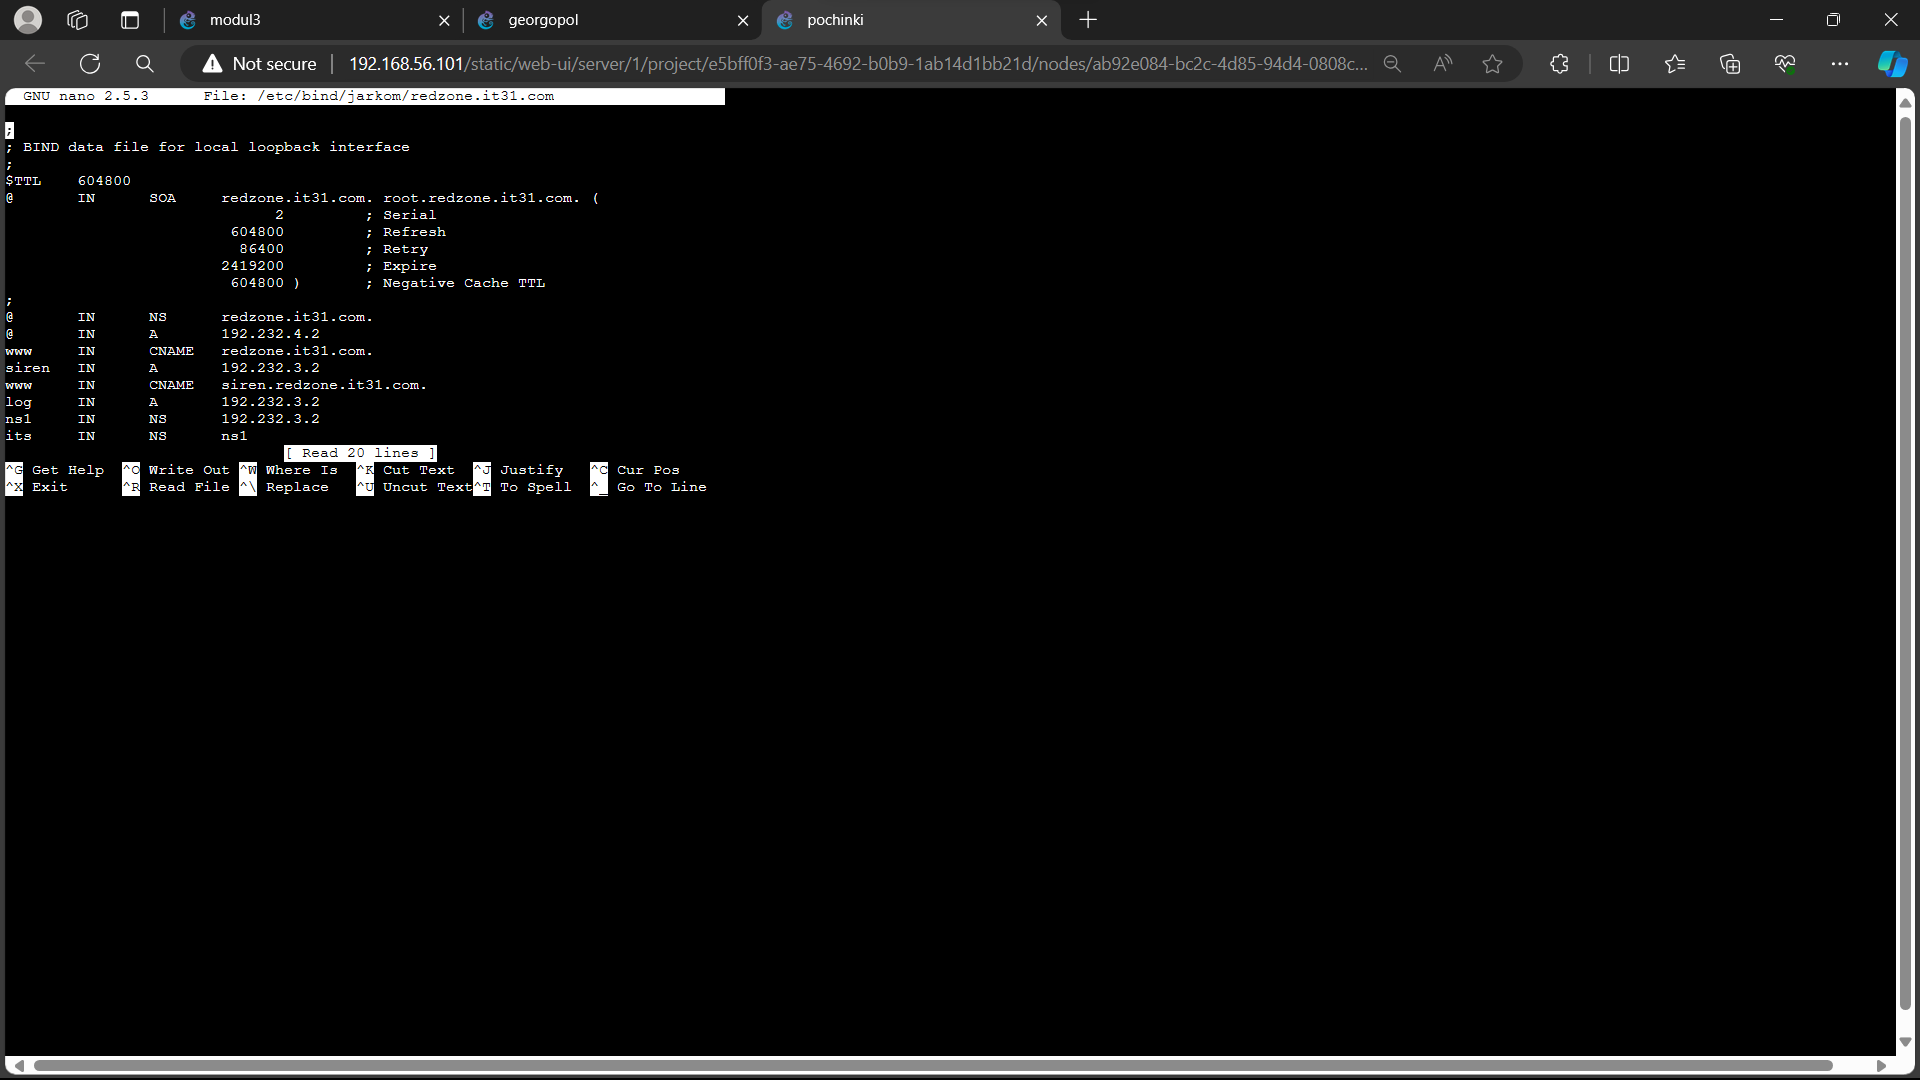 modul3
georgopol
pochinki
Not secure
192.168.56.101/static/web-ui/server/1/project/e5bff0f3-ae75-4692-b0b9-1ab14d1bb21d/nodes/ab92e084-bc2c-4d85-94d4-0808c...
GNU nano 2.5.3 File: /etc/bind/jarkom/redzone.it31.com
;
; BIND data file for local loopback interface
;
$TTL 604800
@ IN SOA redzone.it31.com. root.redzone.it31.com. (
2 ; Serial
604800 ; Refresh
86400 ; Retry
2419200 ; Expire
604800 ) ; Negative Cache TTL
;
@ IN NS redzone.it31.com.
@ IN A 192.232.4.2
www IN CNAME redzone.it31.com.
siren IN A 192.232.3.2
www IN CNAME siren.redzone.it31.com.
log IN A 192.232.3.2
ns1 IN NS 192.232.3.2
its IN NS ns1
[ Read 20 lines ]
^G Get Help ^O Write Out ^W Where Is ^K Cut Text ^J Justify ^C Cur Pos
^X Exit ^R Read File ^\ Replace ^U Uncut Text ^T To Spell ^_ Go To Line